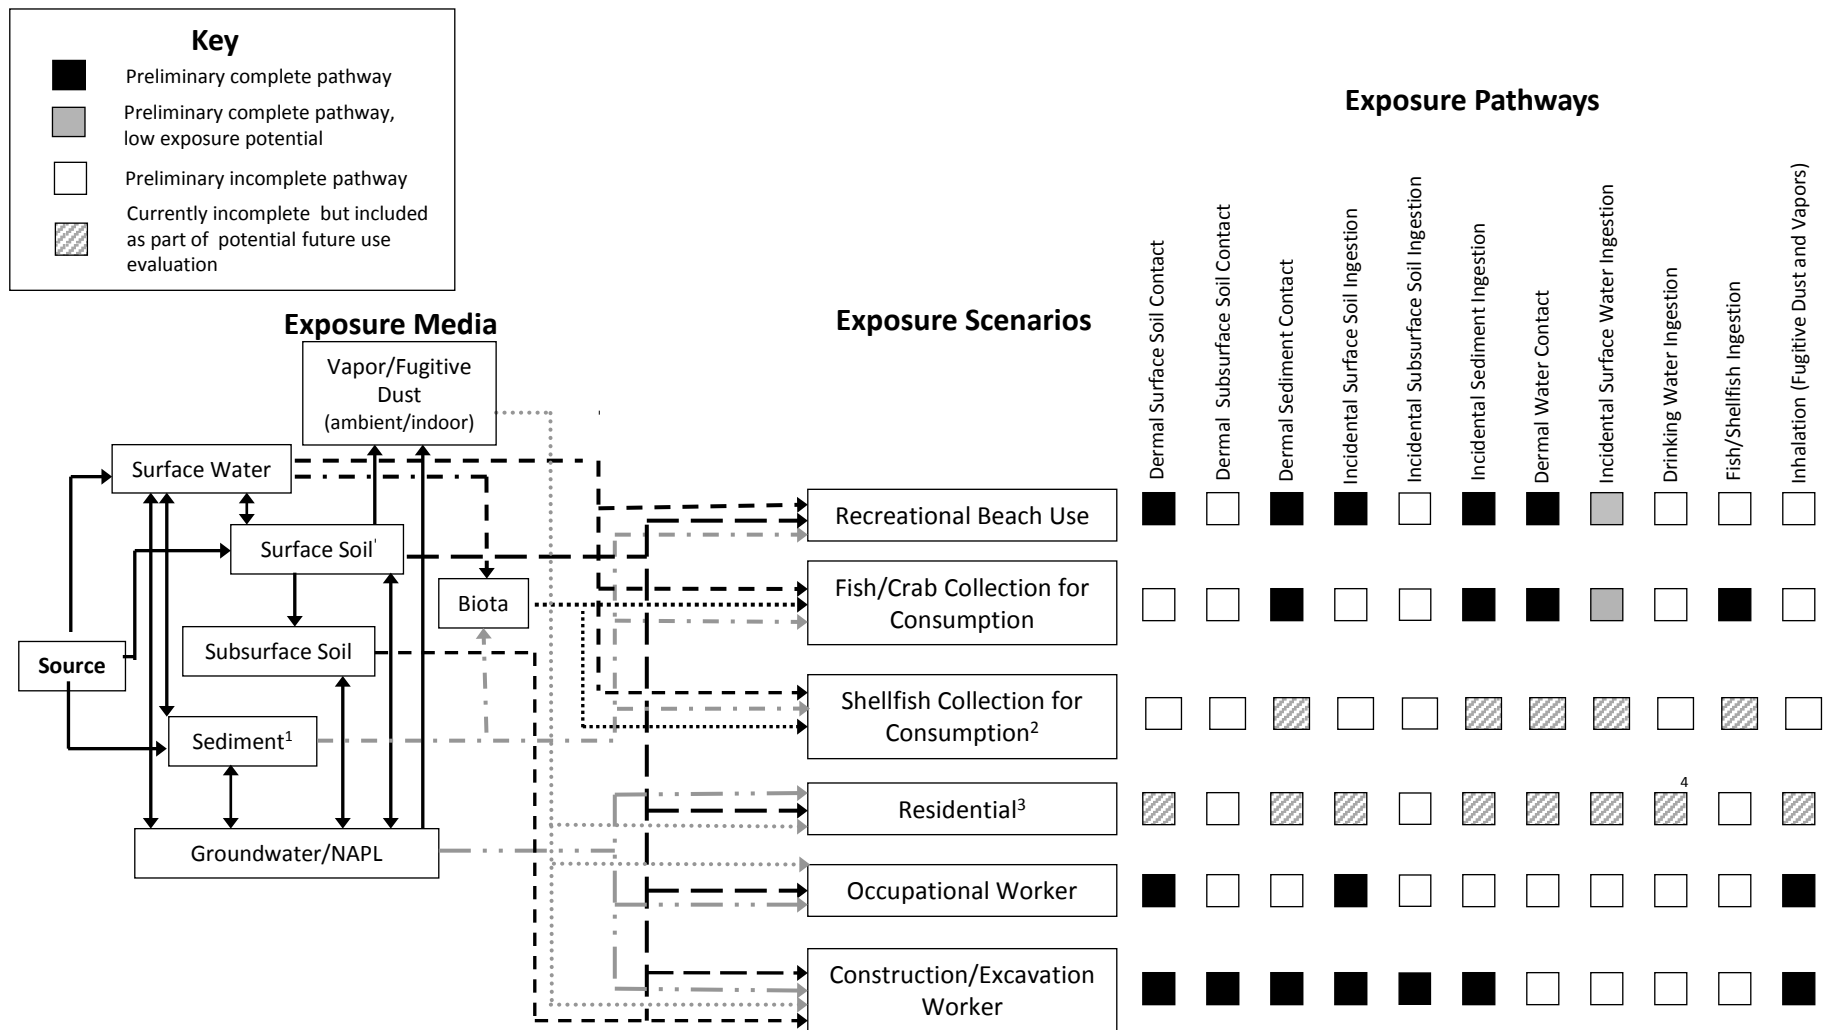 Key
Preliminary complete pathway
Preliminary complete pathway,
low exposure potential
Preliminary incomplete pathway
Currently incomplete but included
as part of potential future use
evaluation
Exposure Pathways
Exposure Media
Exposure Scenarios
Dermal Surface Soil Contact
Dermal Subsurface Soil Contact
Dermal Sediment Contact
Incidental Surface Soil Ingestion
Incidental Subsurface Soil Ingestion
Incidental Sediment Ingestion
Dermal Water Contact
Incidental Surface Water Ingestion
Drinking Water Ingestion
Fish/Shellfish Ingestion
Inhalation (Fugitive Dust and Vapors)
Vapor/Fugitive
Dust
(ambient/indoor)
Surface Water
Surface Soil'
Biota
Subsurface Soil
Source
Sediment¹
Groundwater/NAPL
Recreational Beach Use
Fish/Crab Collection for
Consumption
Shellfish Collection for
Consumption²
Residential³
4
Occupational Worker
Construction/Excavation
Worker